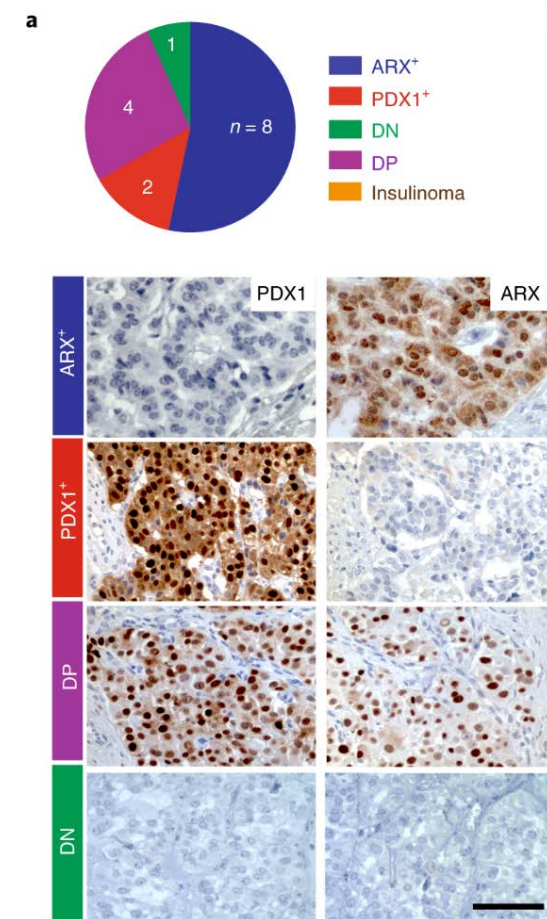 a
1
4
n = 8
2
ARX⁺
PDX1⁺
DN
DP
Insulinoma
PDX1
ARX
ARX⁺
PDX1⁺
DP
DN